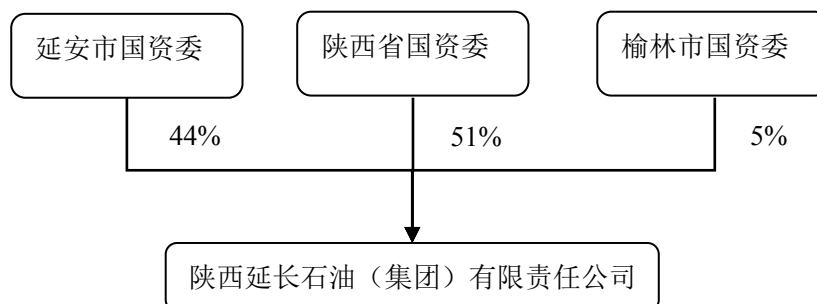 延安市国资委
陕西省国资委
榆林市国资委
44%
51%
5%
陕西延长石油（集团）有限责任公司